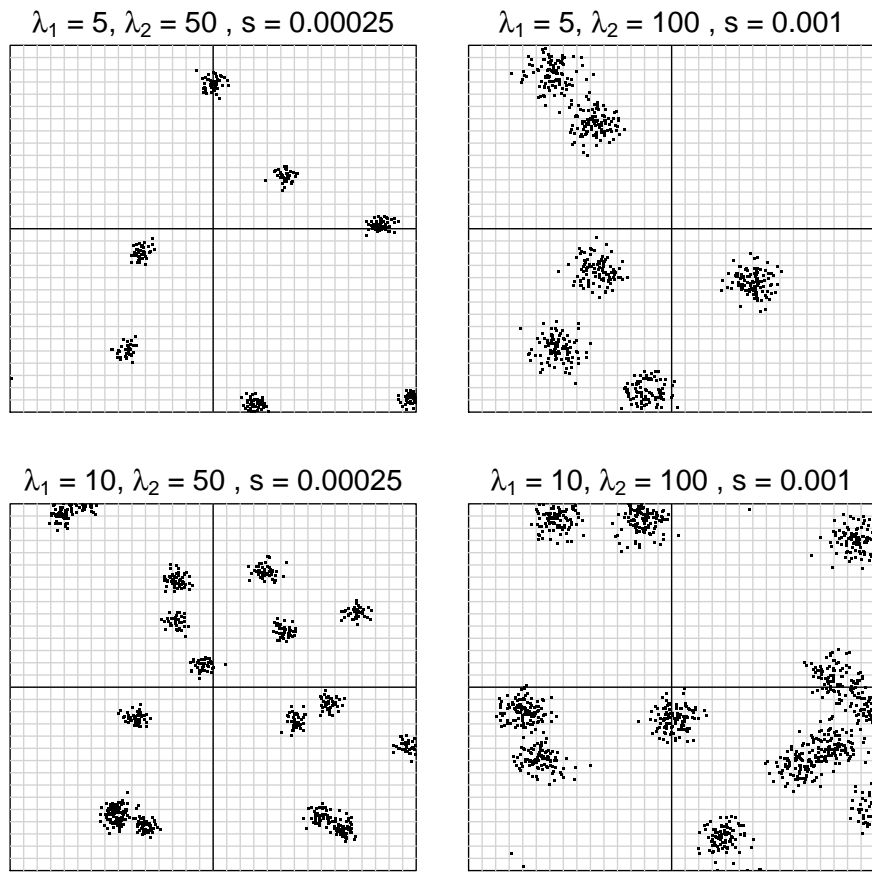 λ₁ = 5, λ₂ = 50 , s = 0.00025
λ₁ = 5, λ₂ = 100 , s = 0.001
λ₁ = 10, λ₂ = 50 , s = 0.00025
λ₁ = 10, λ₂ = 100 , s = 0.001